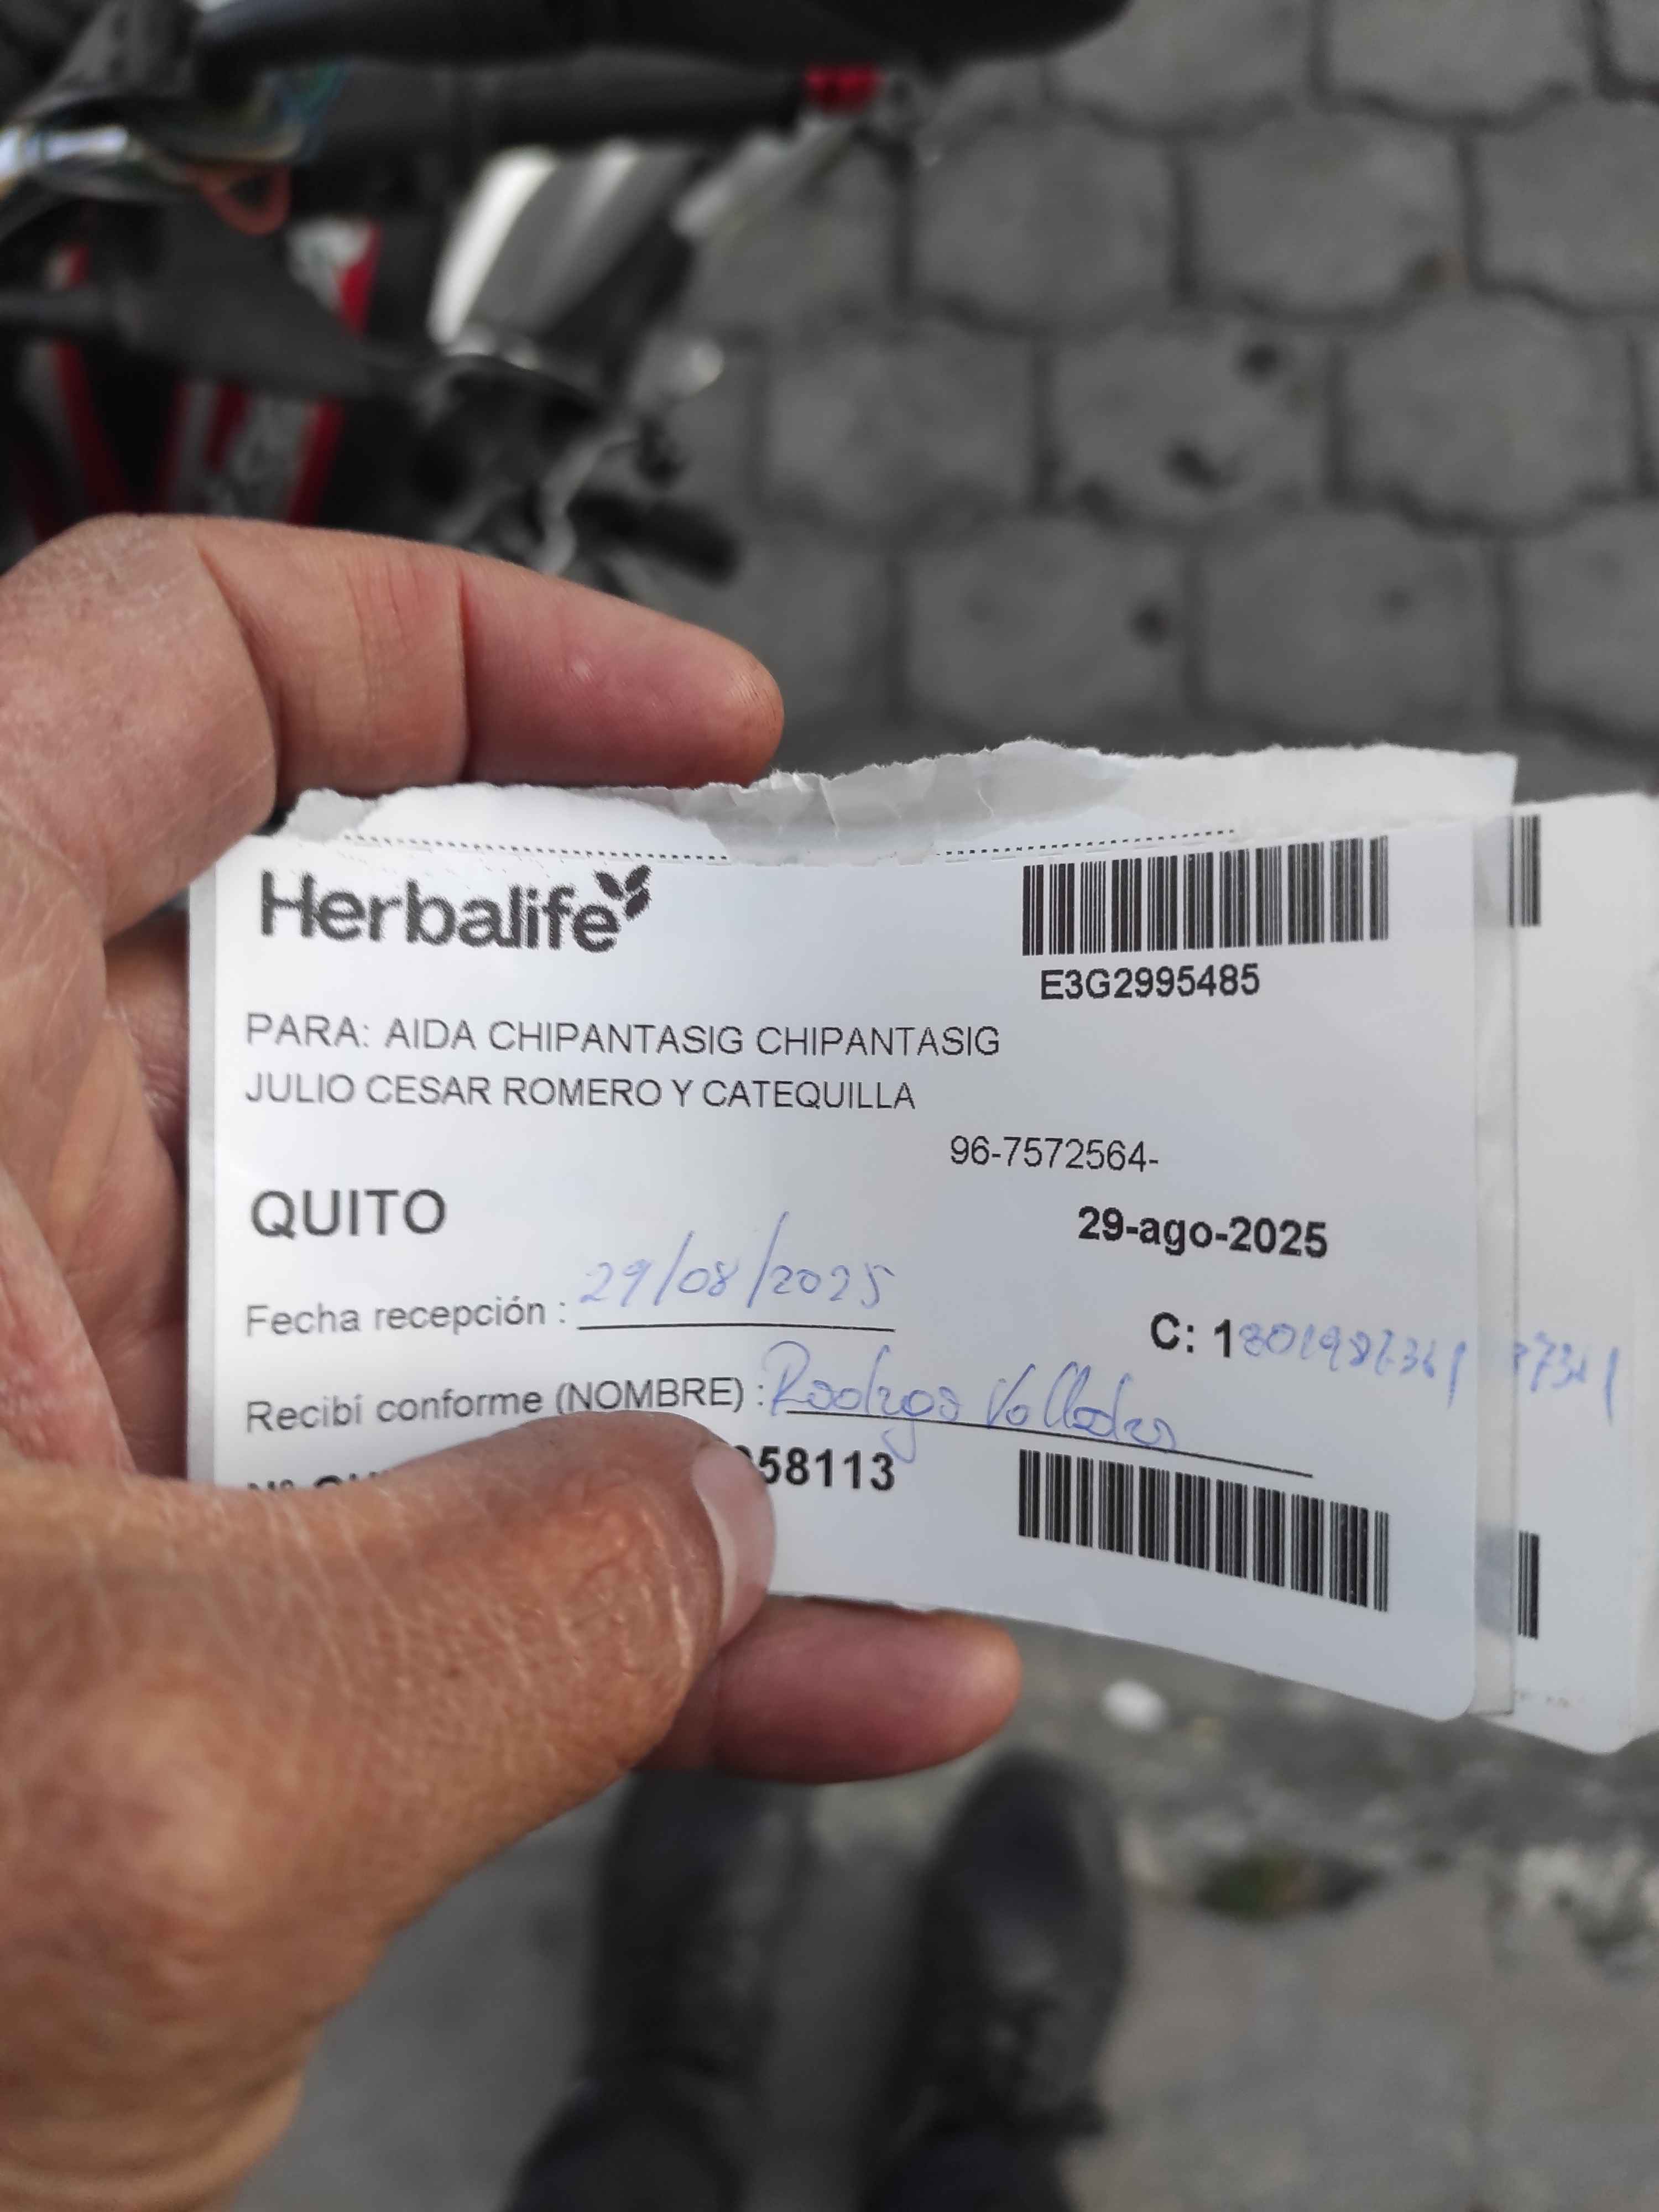 Herbalife
E3G2995485
PARA: AIDA CHIPANTASIG CHIPANTASIG
JULIO CESAR ROMERO Y CATEQUILLA
96-7572564-
QUITO
29-ago-2025
Fecha recepción : 29/08/2025
C: 1
Recibí conforme (NOMBRE) : Rodrigo
58113